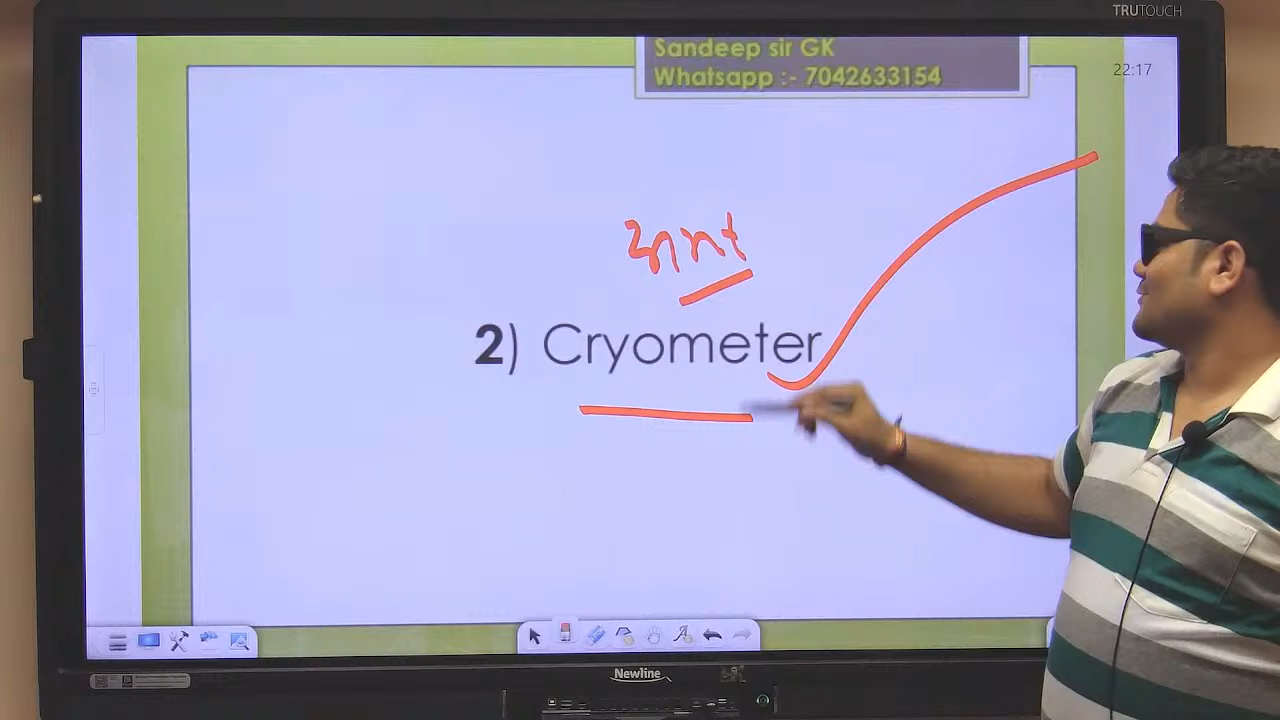 TRUTOUCH
Sandeep sir GK
Whatsapp :- 7042633154
22:17
2) Cryometer
Newline